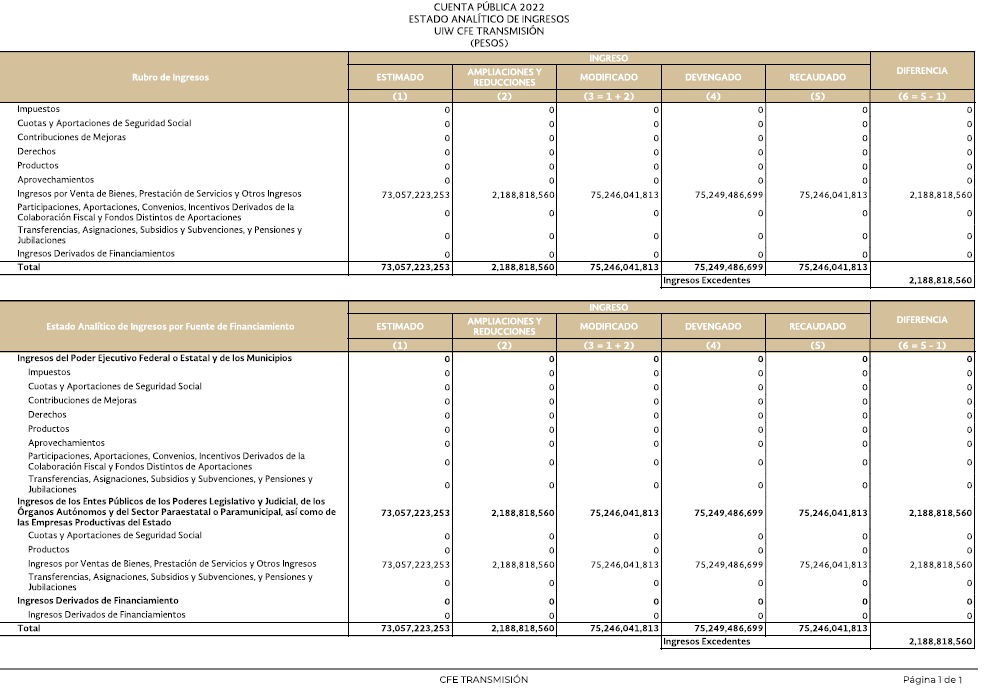 CUENTA PÚBLICA 2022
ESTADO ANALÍTICO DE INGRESOS
UIW CFE TRANSMISIÓN
(PESOS)
Rubro de Ingresos
INGRESO
DIFERENCIA
ESTIMADO AMPLIACIONES Y REDUCCIONES MODIFICADO DEVENGADO RECAUDADO
(1) (2) (3 = 1 + 2) (4) (5) (6 = 5 - 1)
Impuestos 0 0 0 0 0 0
Cuotas y Aportaciones de Seguridad Social 0 0 0 0 0 0
Contribuciones de Mejoras 0 0 0 0 0 0
Derechos 0 0 0 0 0 0
Productos 0 0 0 0 0 0
Aprovechamientos 0 0 0 0 0 0
Ingresos por Venta de Bienes, Prestación de Servicios y Otros Ingresos 73,057,223,253 2,188,818,560 75,246,041,813 75,249,486,699 75,246,041,813 2,188,818,560
Participaciones, Aportaciones, Convenios, Incentivos Derivados de la
Colaboración Fiscal y Fondos Distintos de Aportaciones 0 0 0 0 0 0
Transferencias, Asignaciones, Subsidios y Subvenciones, y Pensiones y
Jubilaciones 0 0 0 0 0 0
Ingresos Derivados de Financiamientos 0 0 0 0 0 0
Total 73,057,223,253 2,188,818,560 75,246,041,813 75,249,486,699 75,246,041,813
Ingresos Excedentes 2,188,818,560
Estado Analítico de Ingresos por Fuente de Financiamiento
INGRESO
DIFERENCIA
ESTIMADO AMPLIACIONES Y REDUCCIONES MODIFICADO DEVENGADO RECAUDADO
(1) (2) (3 = 1 + 2) (4) (5) (6 = 5 - 1)
Ingresos del Poder Ejecutivo Federal o Estatal y de los Municipios 0 0 0 0 0 0
Impuestos 0 0 0 0 0 0
Cuotas y Aportaciones de Seguridad Social 0 0 0 0 0 0
Contribuciones de Mejoras 0 0 0 0 0 0
Derechos 0 0 0 0 0 0
Productos 0 0 0 0 0 0
Aprovechamientos 0 0 0 0 0 0
Participaciones, Aportaciones, Convenios, Incentivos Derivados de la
Colaboración Fiscal y Fondos Distintos de Aportaciones 0 0 0 0 0 0
Transferencias, Asignaciones, Subsidios y Subvenciones, y Pensiones y
Jubilaciones 0 0 0 0 0 0
Ingresos de los Entes Públicos de los Poderes Legislativo y Judicial, de los
Órganos Autónomos y del Sector Paraestatal o Paramunicipal, así como de
las Empresas Productivas del Estado 73,057,223,253 2,188,818,560 75,246,041,813 75,249,486,699 75,246,041,813 2,188,818,560
Cuotas y Aportaciones de Seguridad Social 0 0 0 0 0 0
Productos 0 0 0 0 0 0
Ingresos por Ventas de Bienes, Prestación de Servicios y Otros Ingresos 73,057,223,253 2,188,818,560 75,246,041,813 75,249,486,699 75,246,041,813 2,188,818,560
Transferencias, Asignaciones, Subsidios y Subvenciones, y Pensiones y
Jubilaciones 0 0 0 0 0 0
Ingresos Derivados de Financiamiento 0 0 0 0 0 0
Ingresos Derivados de Financiamientos 0 0 0 0 0 0
Total 73,057,223,253 2,188,818,560 75,246,041,813 75,249,486,699 75,246,041,813
Ingresos Excedentes 2,188,818,560
CFE TRANSMISIÓN Página 1 de 1